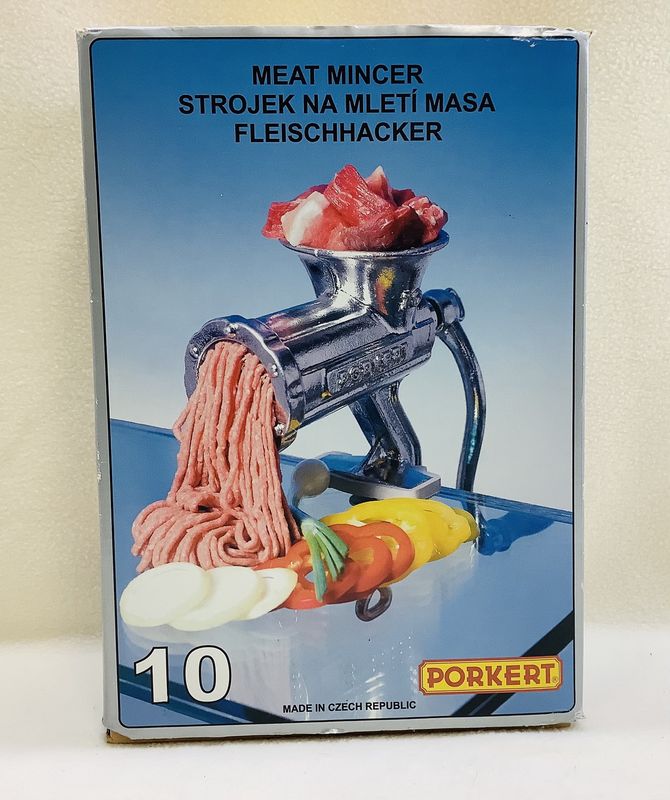 MEAT MINCER
STROJEK NA MLETÍ MASA
FLEISCHHACKER
PORKERT
10
PORKERT®
MADE IN CZECH REPUBLIC